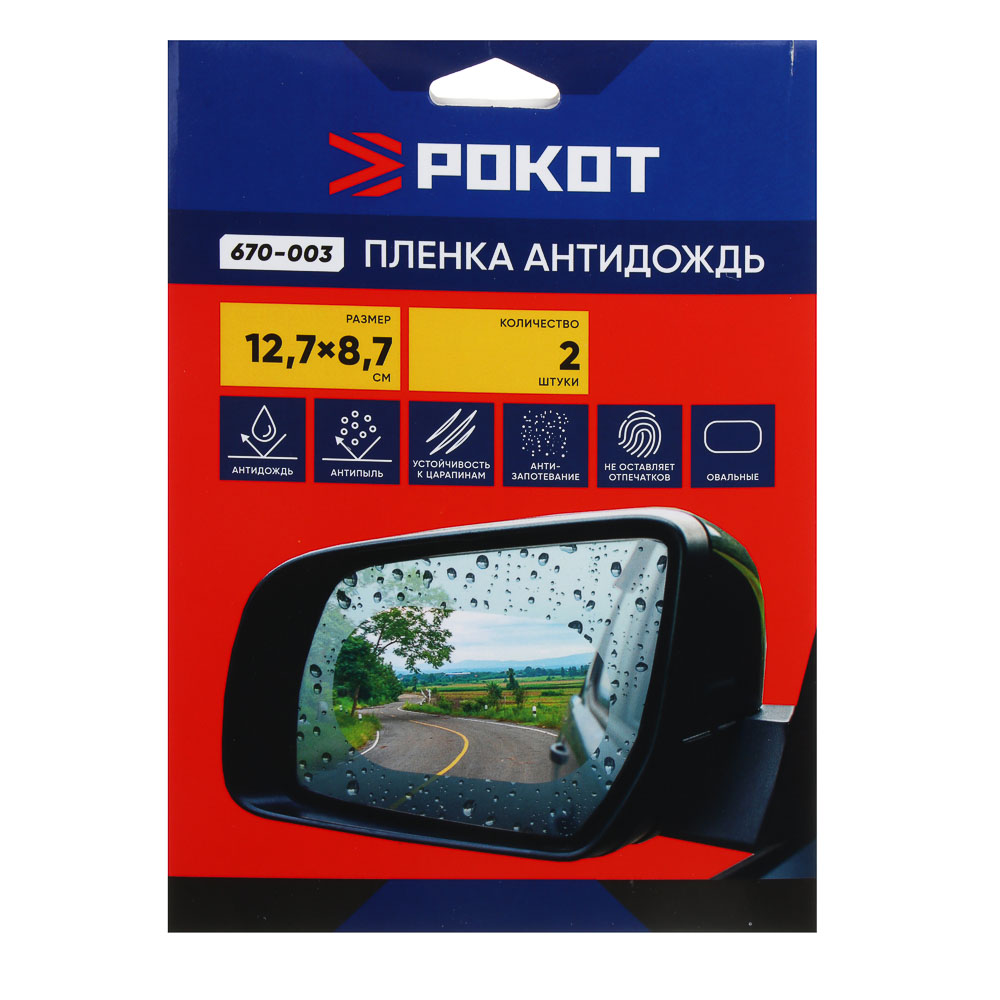 РОКОТ
670-003 ПЛЕНКА АНТИДОЖДЬ
РАЗМЕР
12,7×8,7
СМ
КОЛИЧЕСТВО
2
ШТУКИ
АНТИДОЖДЬ
АНТИПЫЛЬ
УСТОЙЧИВОСТЬ
К ЦАРАПИНАМ
АНТИ-
ЗАПОТЕВАНИЕ
НЕ ОСТАВЛЯЕТ
ОТПЕЧАТКОВ
ОВАЛЬНЫЕ